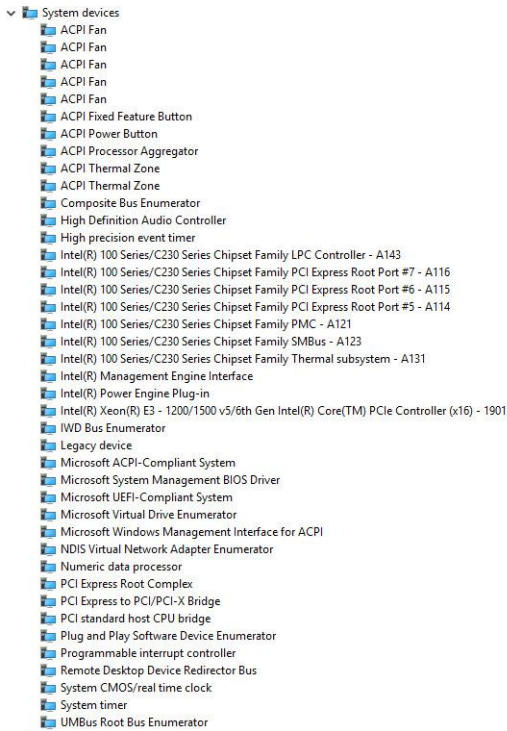 System devices
ACPI Fan
ACPI Fan
ACPI Fan
ACPI Fan
ACPI Fan
ACPI Fixed Feature Button
ACPI Power Button
ACPI Processor Aggregator
ACPI Thermal Zone
ACPI Thermal Zone
Composite Bus Enumerator
High Definition Audio Controller
High precision event timer
Intel(R) 100 Series/C230 Series Chipset Family LPC Controller - A143
Intel(R) 100 Series/C230 Series Chipset Family PCI Express Root Port #7 - A116
Intel(R) 100 Series/C230 Series Chipset Family PCI Express Root Port #6 - A115
Intel(R) 100 Series/C230 Series Chipset Family PCI Express Root Port #5 - A114
Intel(R) 100 Series/C230 Series Chipset Family PMC - A121
Intel(R) 100 Series/C230 Series Chipset Family SMBus - A123
Intel(R) 100 Series/C230 Series Chipset Family Thermal subsystem - A131
Intel(R) Management Engine Interface
Intel(R) Power Engine Plug-in
Intel(R) Xeon(R) E3 - 1200/1500 v5/6th Gen Intel(R) Core(TM) PCIe Controller (x16) - 1901
IWD Bus Enumerator
Legacy device
Microsoft ACPI-Compliant System
Microsoft System Management BIOS Driver
Microsoft UEFI-Compliant System
Microsoft Virtual Drive Enumerator
Microsoft Windows Management Interface for ACPI
NDIS Virtual Network Adapter Enumerator
Numeric data processor
PCI Express Root Complex
PCI Express to PCI/PCI-X Bridge
PCI standard host CPU bridge
Plug and Play Software Device Enumerator
Programmable interrupt controller
Remote Desktop Device Redirector Bus
System CMOS/real time clock
System timer
UMBus Root Bus Enumerator